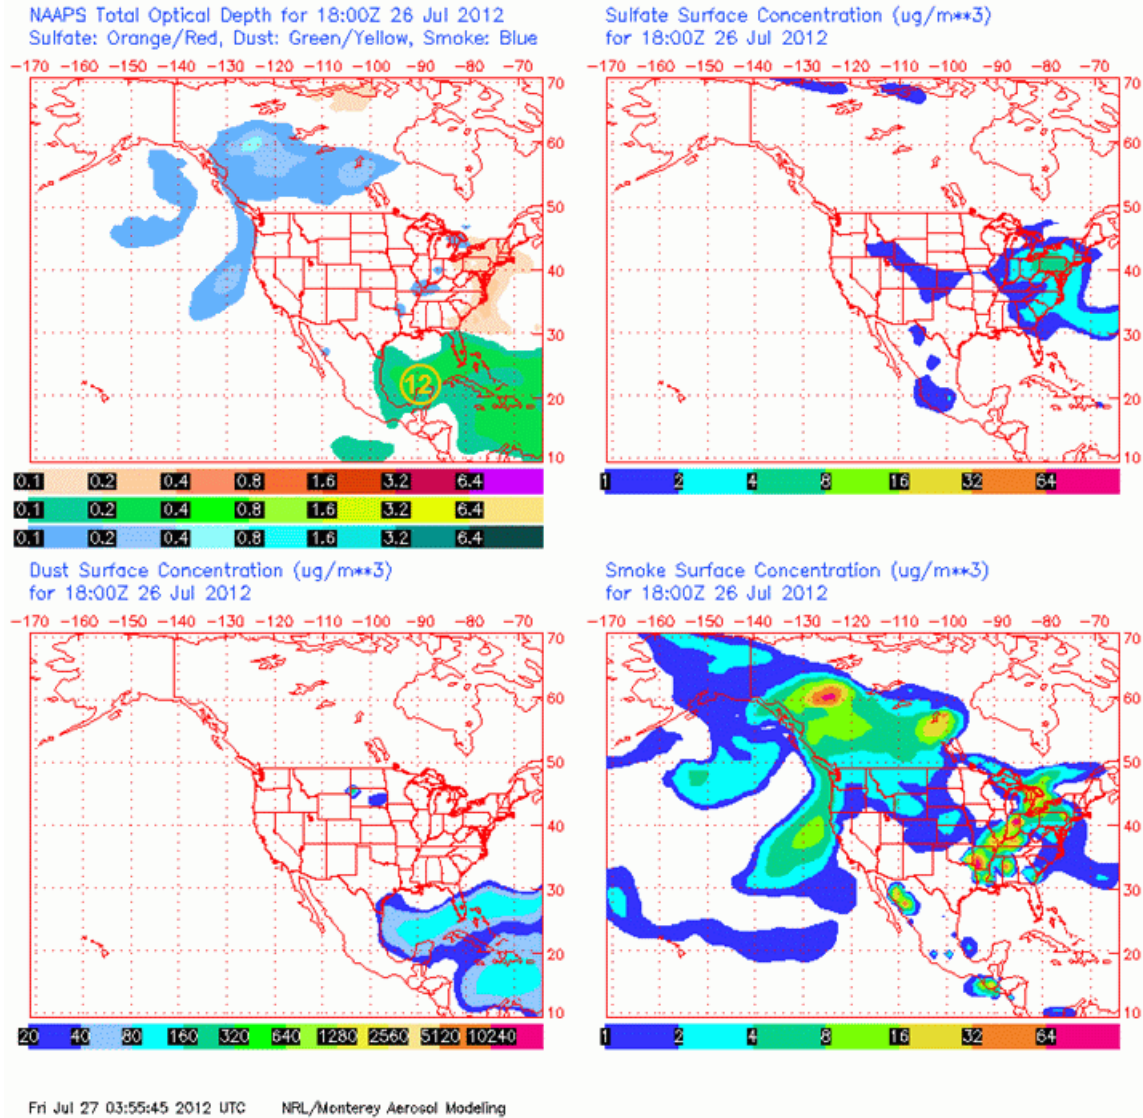 NAAPS Total Optical Depth for 18:00Z 26 Jul 2012
Sulfate: Orange/Red, Dust: Green/Yellow, Smoke: Blue
-170 -160 -150 -140 -130 -120 -110 -100 -90 -80 -70
70
60
50
40
30
20
10
12
0.1 0.2 0.4 0.8 1.6 3.2 6.4
0.1 0.2 0.4 0.8 1.6 3.2 6.4
0.1 0.2 0.4 0.8 1.6 3.2 6.4
Sulfate Surface Concentration (ug/m**3)
for 18:00Z 26 Jul 2012
-170 -160 -150 -140 -130 -120 -110 -100 -90 -80 -70
70
60
50
40
30
20
10
1 2 4 8 16 32 64
Dust Surface Concentration (ug/m**3)
for 18:00Z 26 Jul 2012
-170 -160 -150 -140 -130 -120 -110 -100 -90 -80 -70
70
60
50
40
30
20
10
20 40 80 160 320 640 1280 2560 5120 10240
Smoke Surface Concentration (ug/m**3)
for 18:00Z 26 Jul 2012
-170 -160 -150 -140 -130 -120 -110 -100 -90 -80 -70
70
60
50
40
30
20
10
1 2 4 8 16 32 64
Fri Jul 27 03:55:45 2012 UTC NRL/Monterey Aerosol Modeling